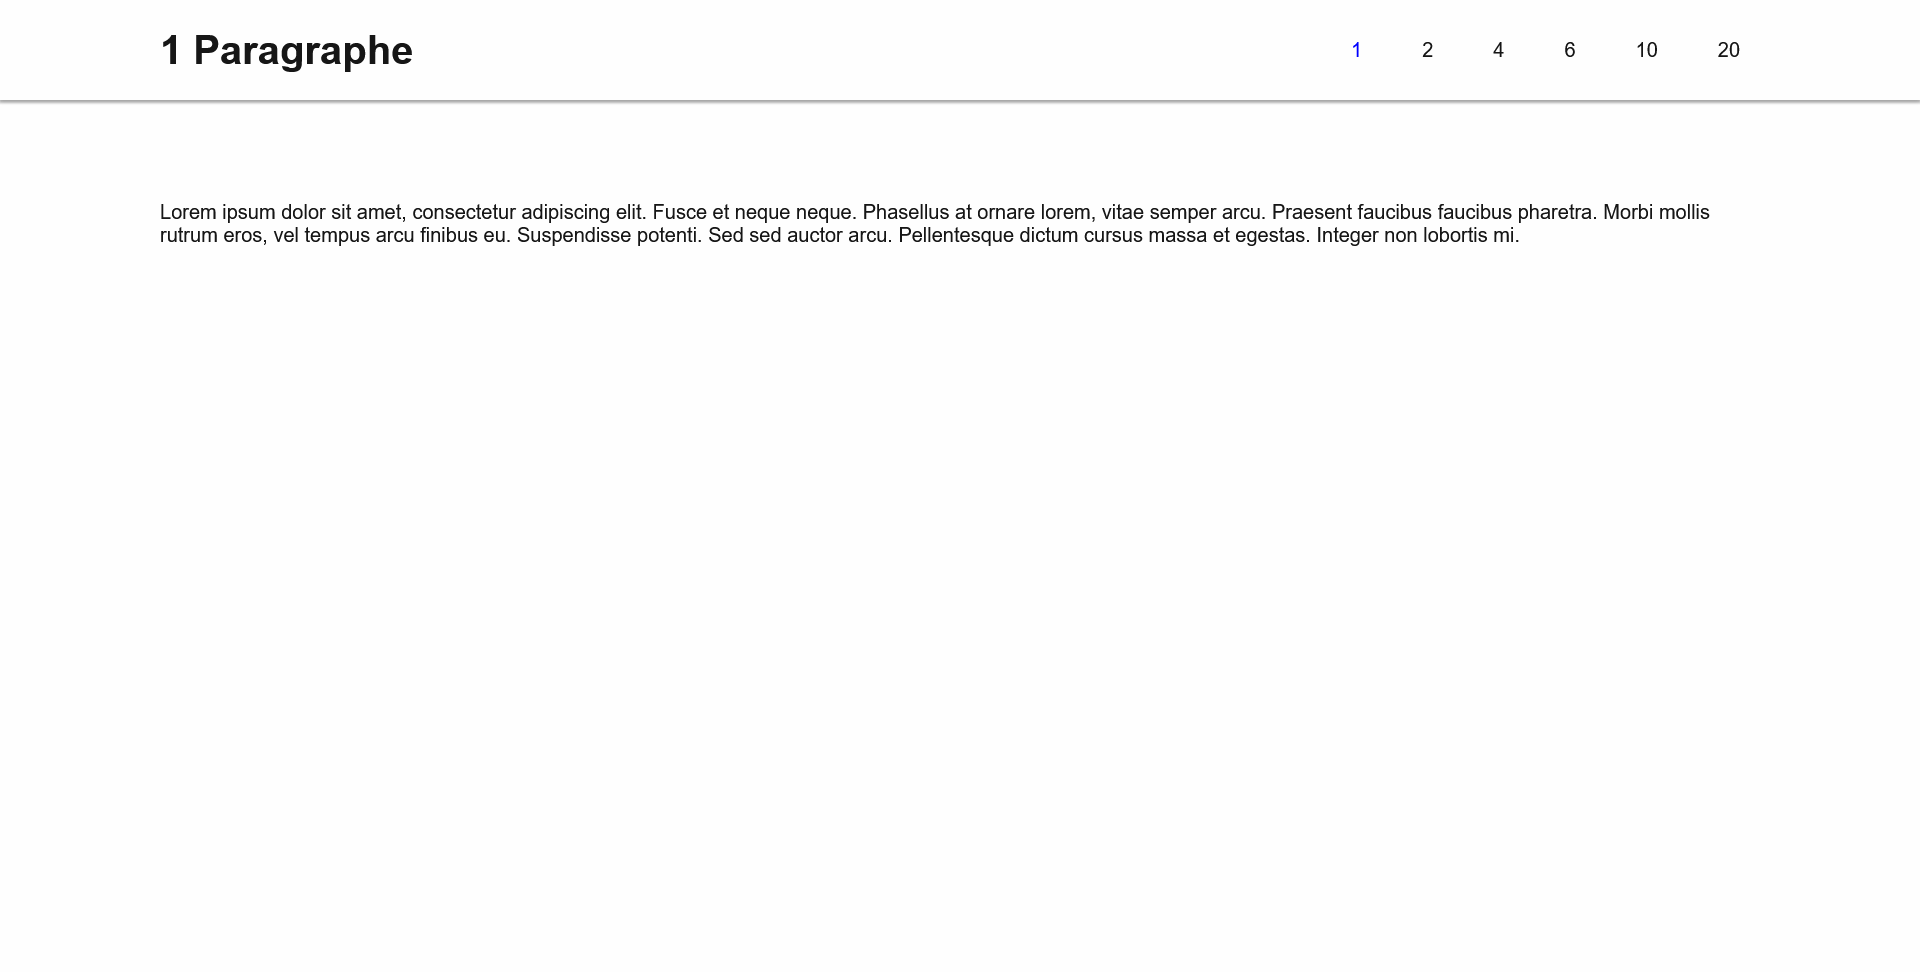 1 Paragraphe
1 2 4 6 10 20
Lorem ipsum dolor sit amet, consectetur adipiscing elit. Fusce et neque neque. Phasellus at ornare lorem, vitae semper arcu. Praesent faucibus faucibus pharetra. Morbi mollis
rutrum eros, vel tempus arcu finibus eu. Suspendisse potenti. Sed sed auctor arcu. Pellentesque dictum cursus massa et egestas. Integer non lobortis mi.